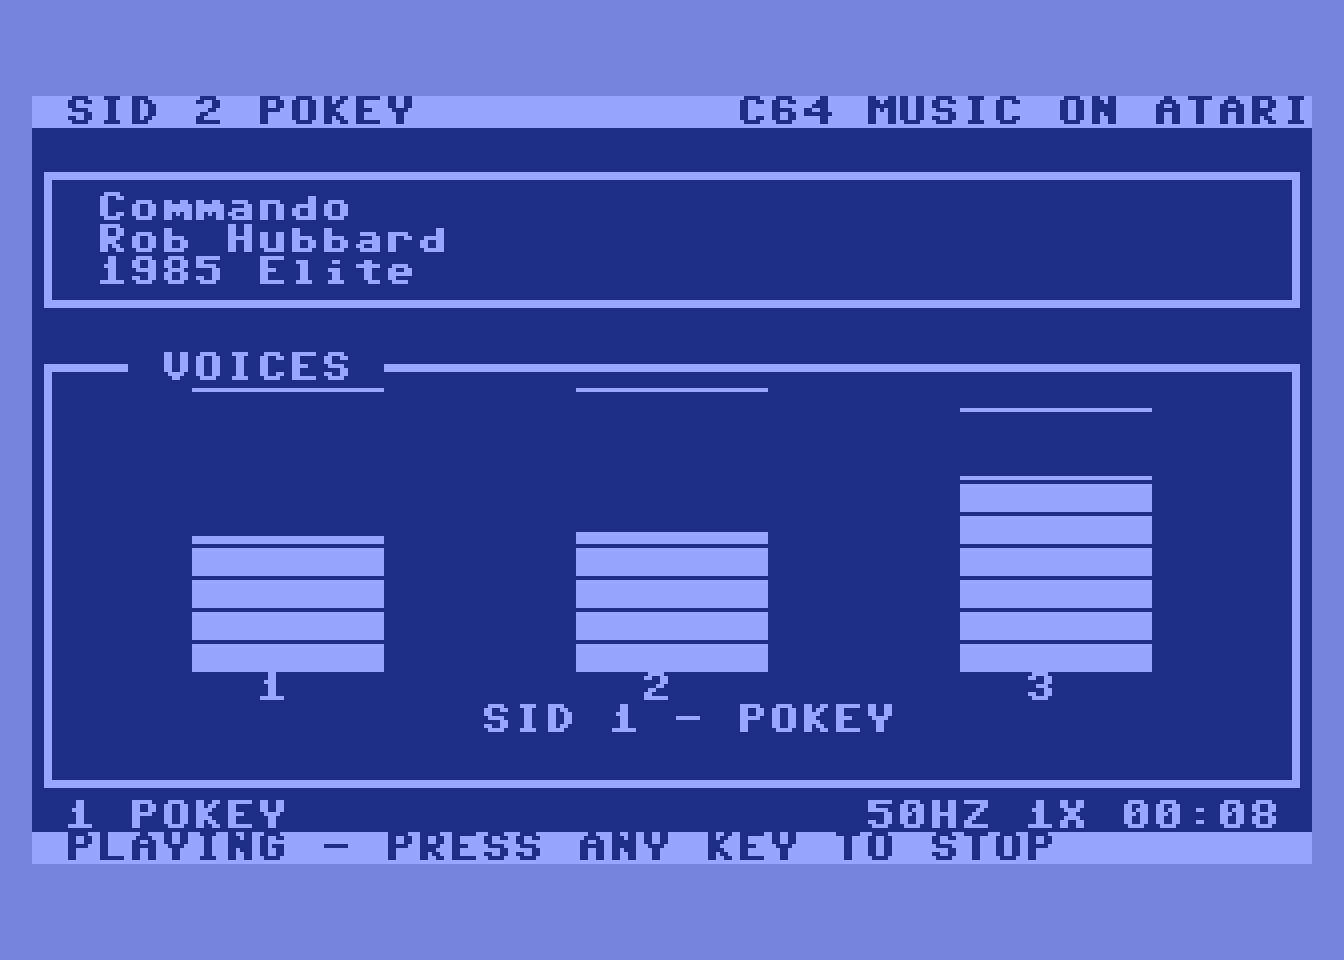 SID 2 POKEY C64 MUSIC ON ATARI
Commando
Rob Hubbard
1985 Elite
VOICES
1 2 3
SID 1 - POKEY
1 POKEY 50HZ 1X 00:08
PLAYING - PRESS ANY KEY TO STOP